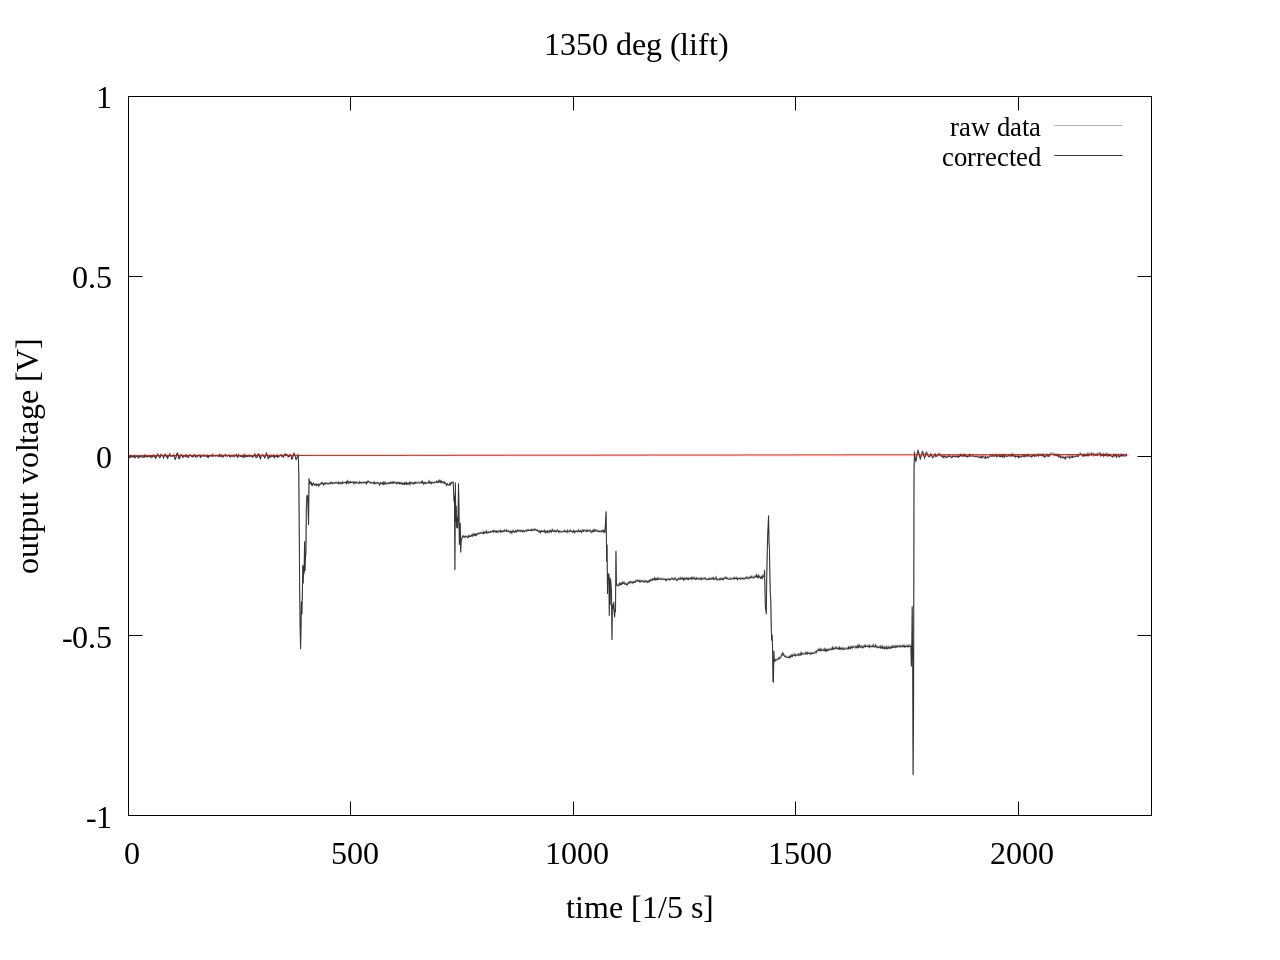 1350 deg (lift)
1
raw data
corrected
0.5
0
-0.5
-1
output voltage [V]
0 500 1000 1500 2000
time [1/5 s]